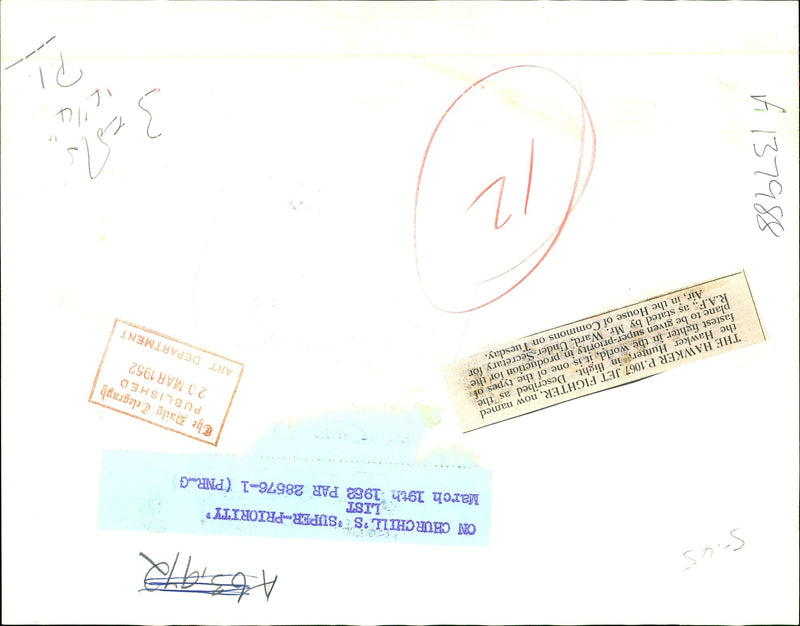 ON CHURCHILL'S 'SUPER-PRIORITY'
LIST
March 19th 1952 PAR 28576-1 (PNR-G
The Daily Telegraph
PUBLISHED
20 MAR 1952
ART DEPARTMENT
THE HAWKER P.1067 JET FIGHTER, now named
the Hawker Hunter, in flight. Described as the
fastest fighter in the world, it is one of the types of
plane to be given super-priority in production for the
R.A.F., as stated by Mr. Ward, Under-Secretary for
Air, in the House of Commons on Tuesday.
12
A 137988
3